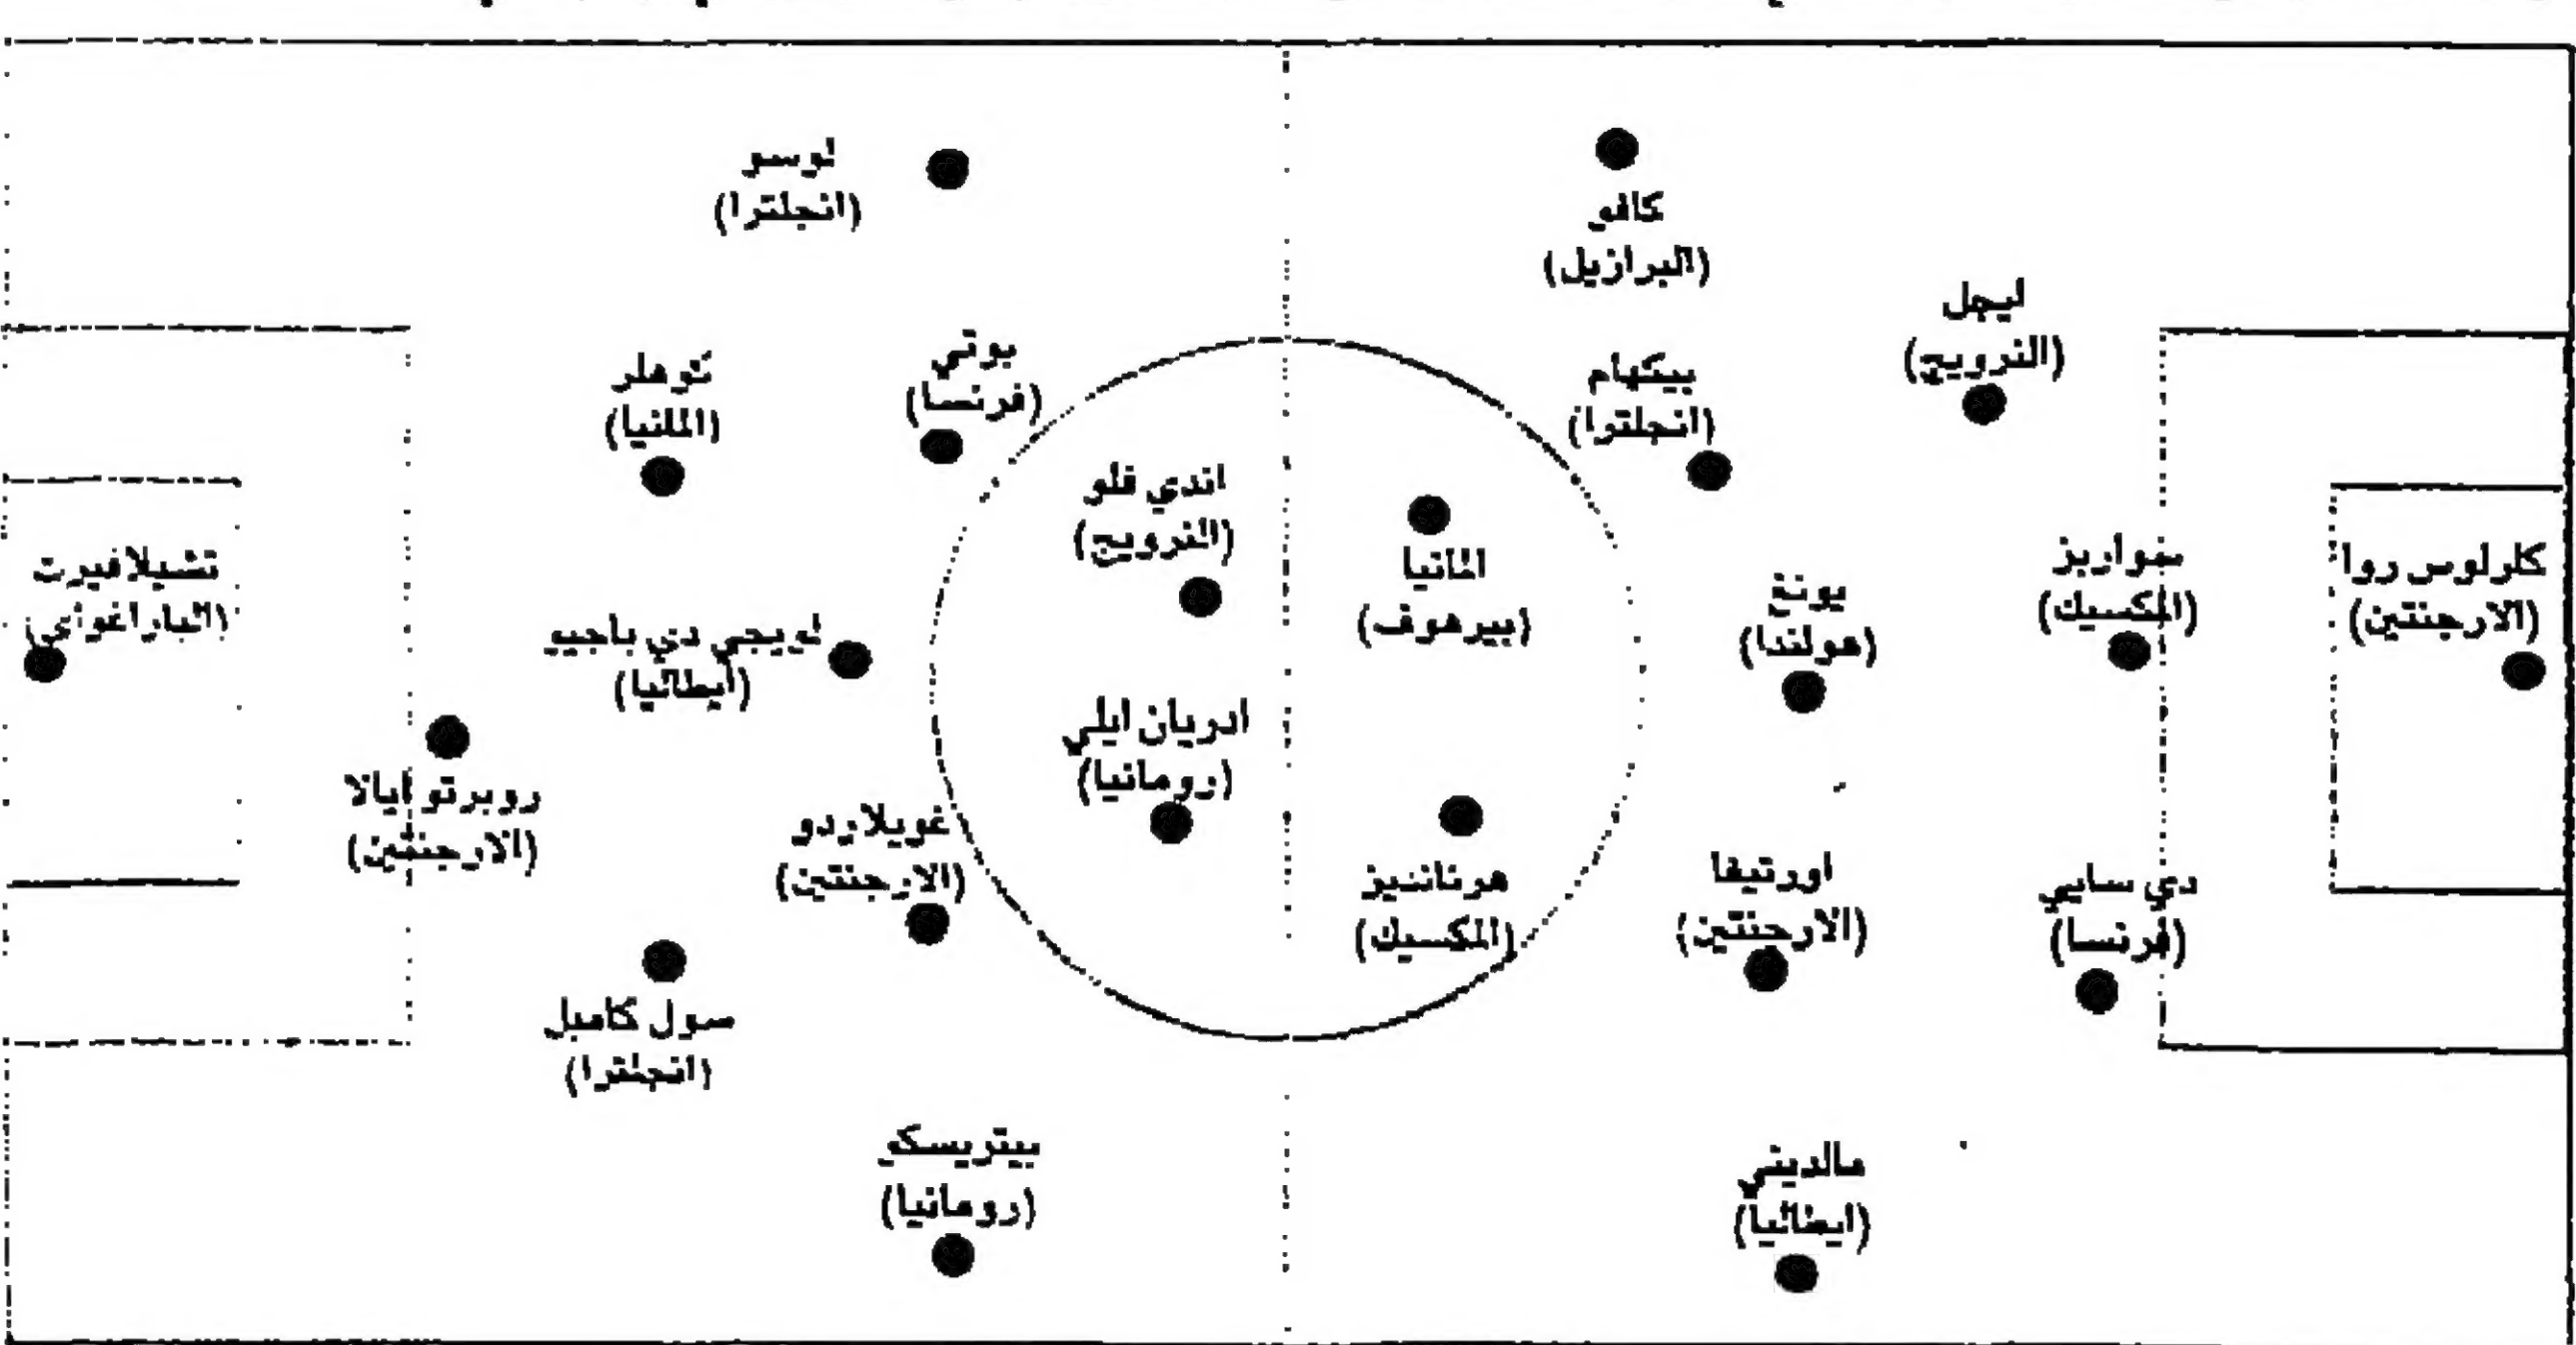 كافو
(البرازيل)
ليجل
(النرويج)
بيكهام
(انجلترا)
المانيا
(بيرهوف)
يونغ
(هولندا)
سواريز
(المكسيك)
كارلوس روا
(الارجنتين)
هرنانديز
(المكسيك)
اورتيغا
(الارجنتين)
دي سايي
(فرنسا)
مالديني
(ايطاليا)
لوسو
(انجلترا)
بوتي
(فرنسا)
كوهلر
(المانيا)
اندي فلو
(النرويج)
تشيلافيرت
(الباراغواي)
لويجي دي باجيو
(ايطاليا)
ادريان ايلي
(رومانيا)
روبرتو ايالا
(الارجنتين)
غويلاردو
(الارجنتين)
سول كامبل
(انجلترا)
بيتريسكو
(رومانيا)